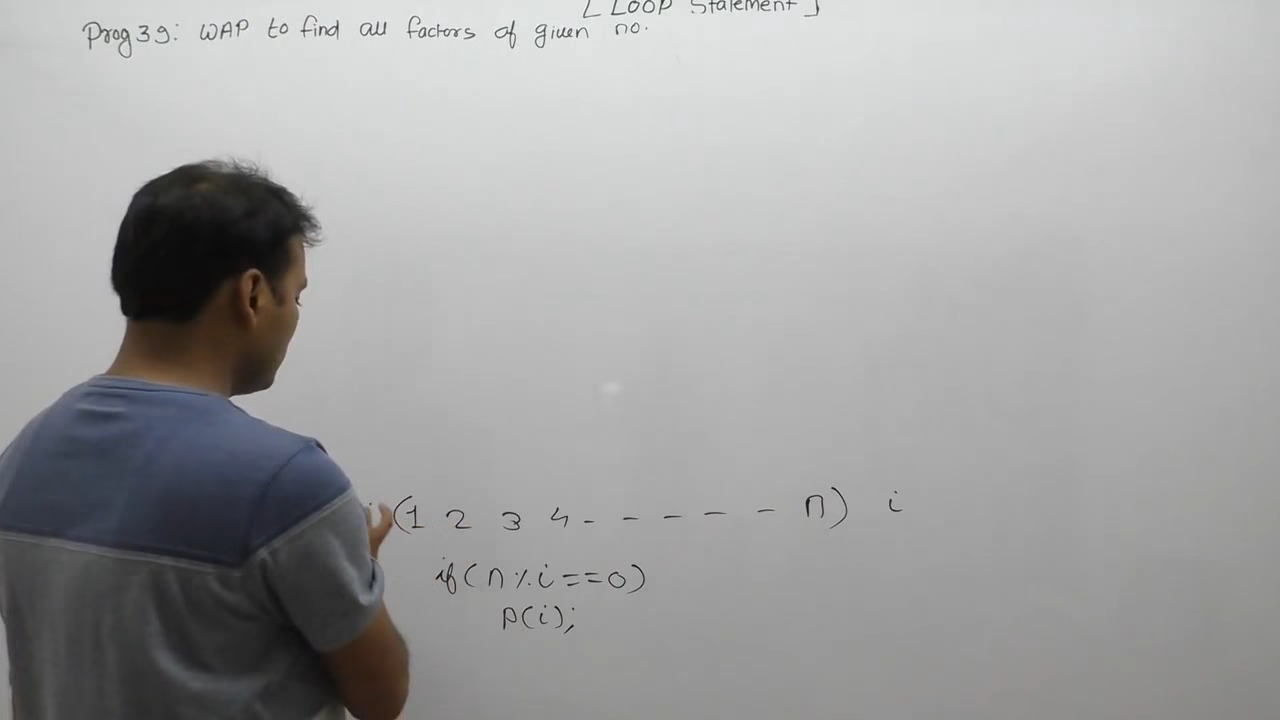 [ LOOP Statement ]
Prog 39: WAP to find all factors of given no.
i (1 2 3 4 - - - - - n) i
if(n%i==0)
p(i);